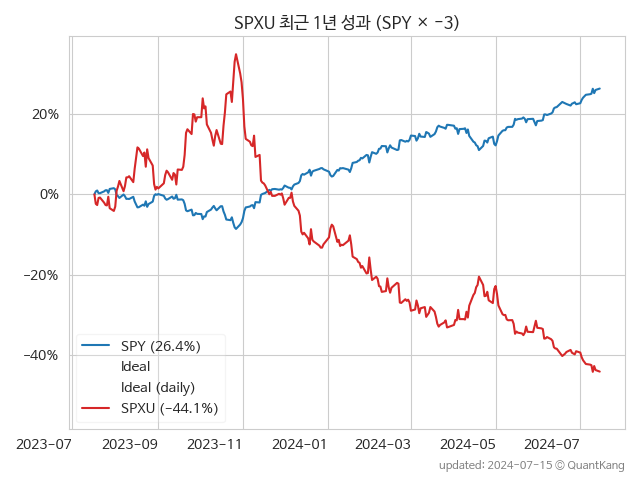 SPXU 최근 1년 성과 (SPY × −3)
20%
0%
−20%
−40%
SPY (26.4%)
Ideal
Ideal (daily)
SPXU (−44.1%)
2023−07 2023−09 2023−11 2024−01 2024−03 2024−05 2024−07
updated: 2024-07-15 © QuantKang